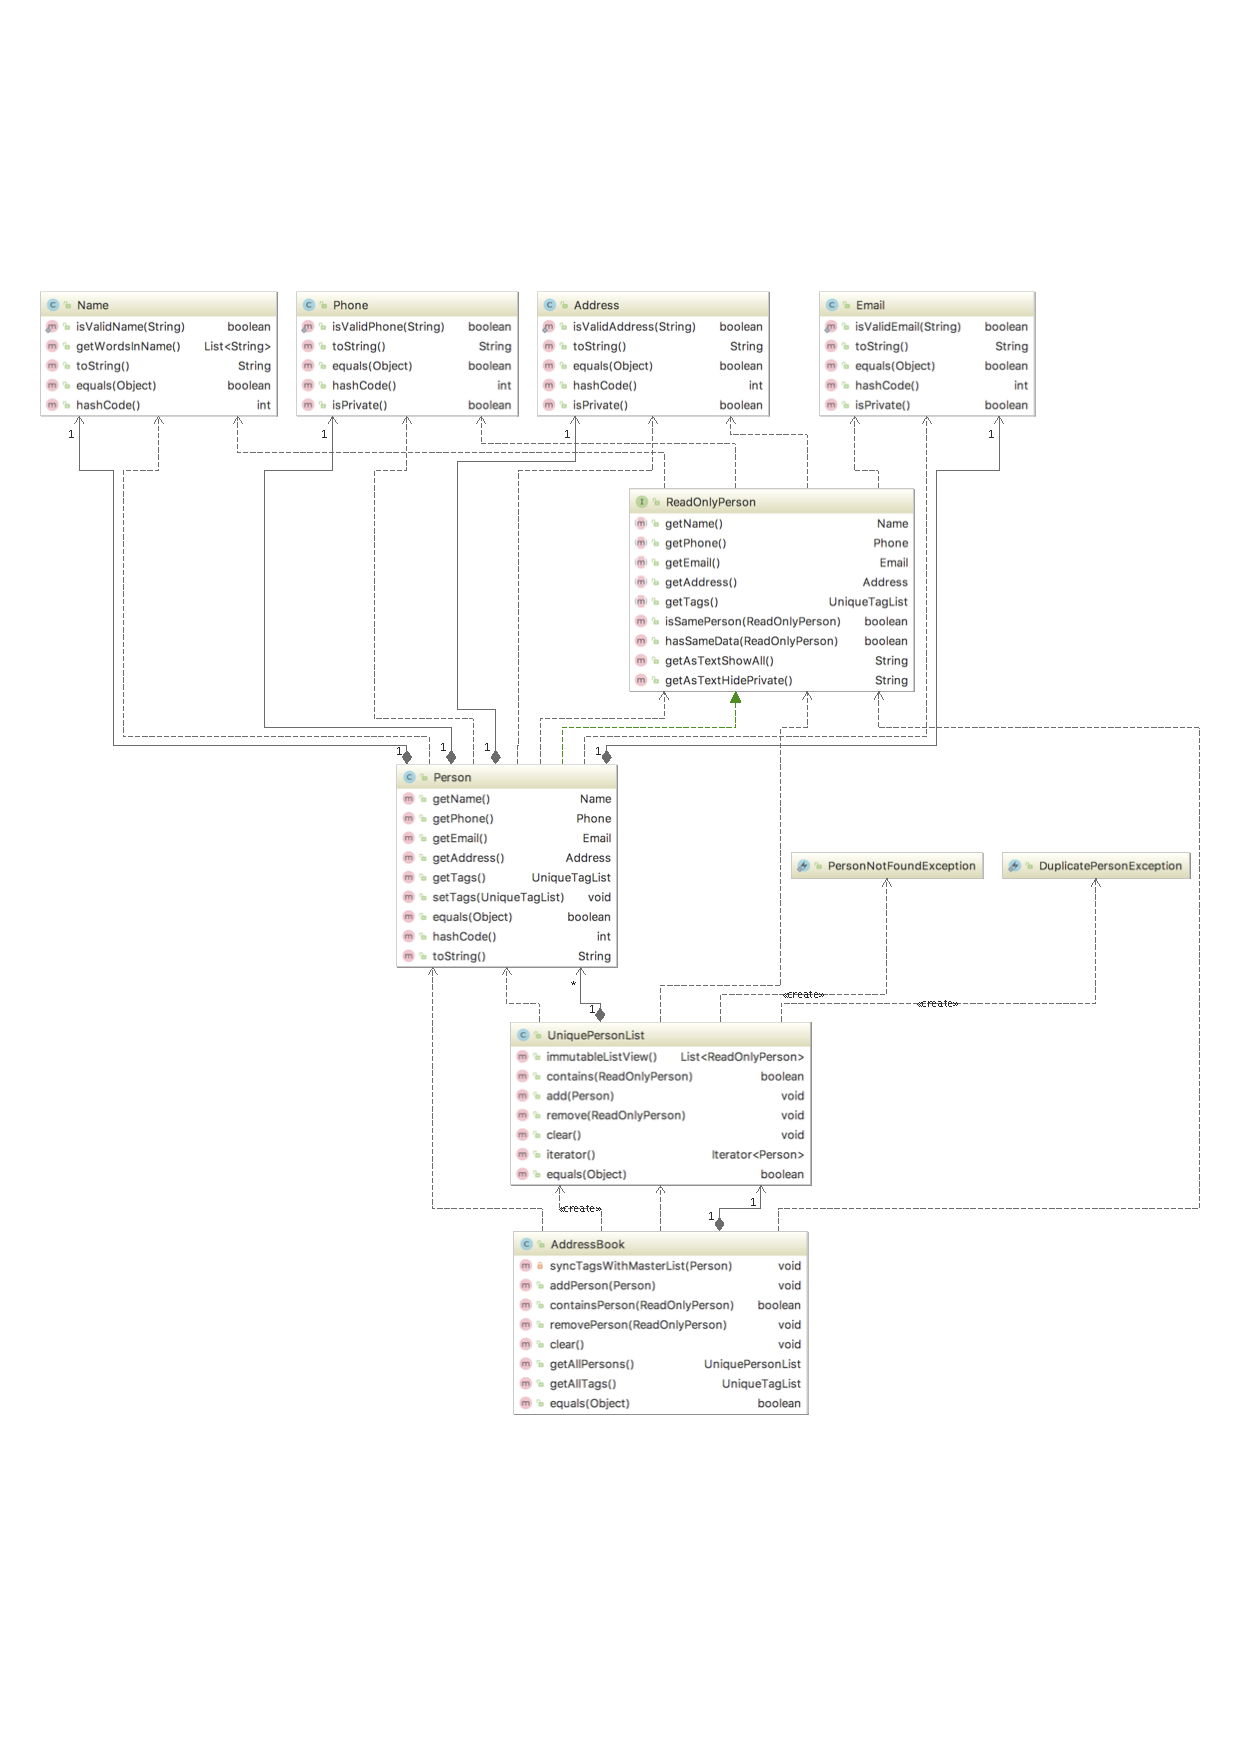 Name
isValidName(String) boolean
getWordsInName() List<String>
toString() String
equals(Object) boolean
hashCode() int
Phone
isValidPhone(String) boolean
toString() String
equals(Object) boolean
hashCode() int
isPrivate() boolean
Address
isValidAddress(String) boolean
toString() String
equals(Object) boolean
hashCode() int
isPrivate() boolean
Email
isValidEmail(String) boolean
toString() String
equals(Object) boolean
hashCode() int
isPrivate() boolean
1
1
1
1
ReadOnlyPerson
getName() Name
getPhone() Phone
getEmail() Email
getAddress() Address
getTags() UniqueTagList
isSamePerson(ReadOnlyPerson) boolean
hasSameData(ReadOnlyPerson) boolean
getAsTextShowAll() String
getAsTextHidePrivate() String
1
1
1
1
Person
getName() Name
getPhone() Phone
getEmail() Email
getAddress() Address
getTags() UniqueTagList
setTags(UniqueTagList) void
equals(Object) boolean
hashCode() int
toString() String
PersonNotFoundException
DuplicatePersonException
*
1
«create»
«create»
UniquePersonList
immutableListView() List<ReadOnlyPerson>
contains(ReadOnlyPerson) boolean
add(Person) void
remove(ReadOnlyPerson) void
clear() void
iterator() Iterator<Person>
equals(Object) boolean
«create»
1
1
AddressBook
syncTagsWithMasterList(Person) void
addPerson(Person) void
containsPerson(ReadOnlyPerson) boolean
removePerson(ReadOnlyPerson) void
clear() void
getAllPersons() UniquePersonList
getAllTags() UniqueTagList
equals(Object) boolean